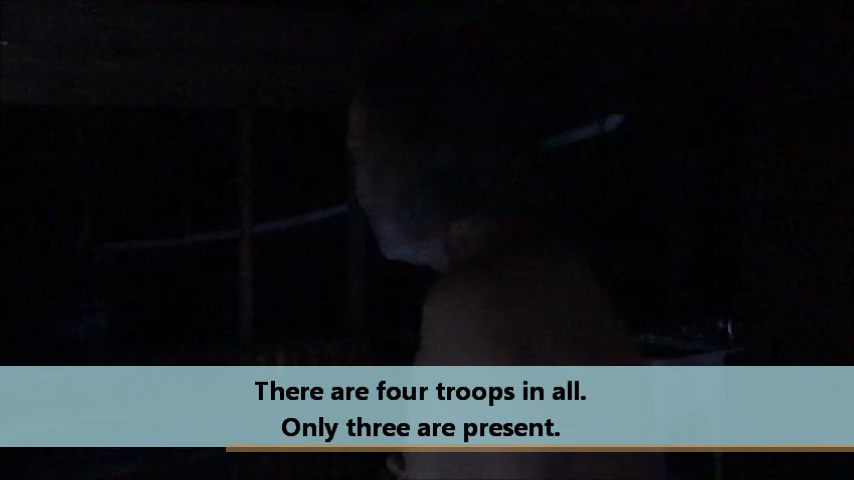 There are four troops in all.
Only three are present.